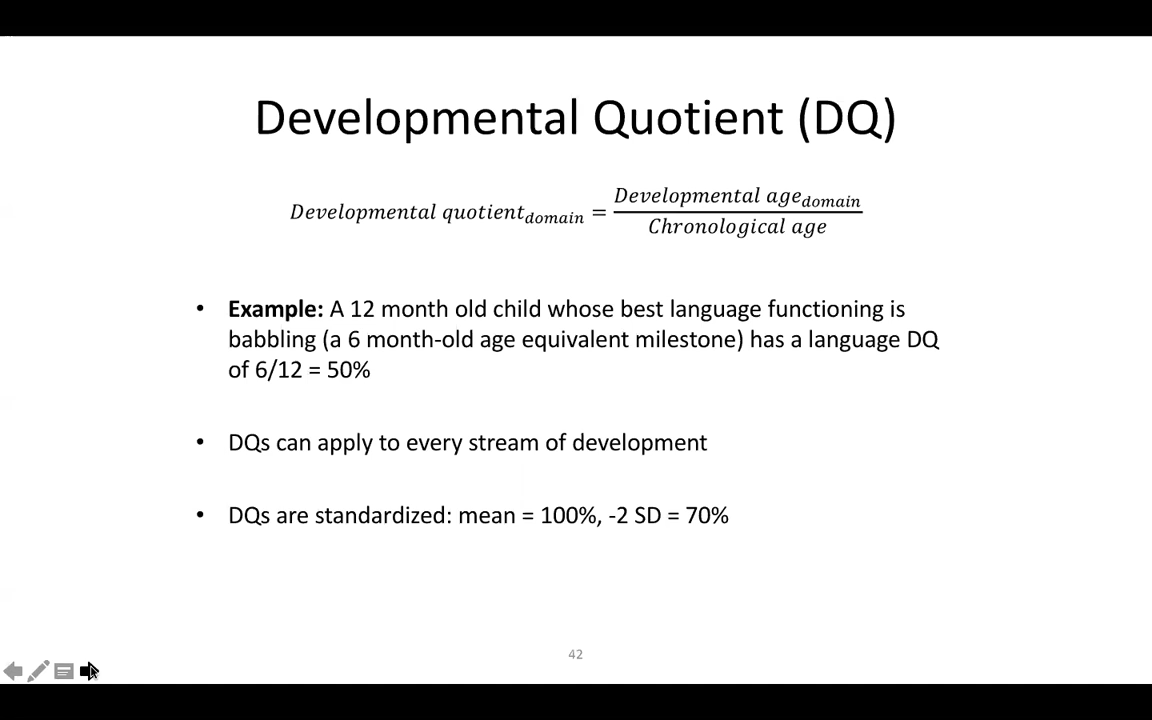 Developmental Quotient (DQ)
Developmental quotient_domain = Developmental age_domain / Chronological age
• Example: A 12 month old child whose best language functioning is
babbling (a 6 month-old age equivalent milestone) has a language DQ
of 6/12 = 50%
• DQs can apply to every stream of development
• DQs are standardized: mean = 100%, -2 SD = 70%
42